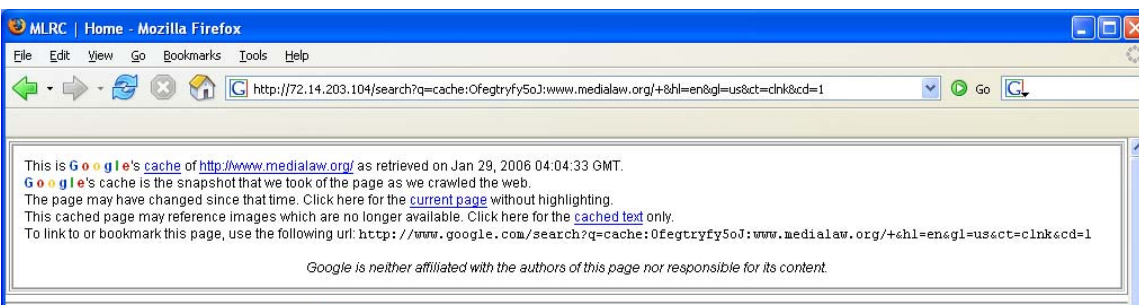 MLRC | Home - Mozilla Firefox
File Edit View Go Bookmarks Tools Help
http://72.14.203.104/search?q=cache:Ofegtryfy5oJ:www.medialaw.org/+&hl=en&gl=us&ct=clnk&cd=1 Go
This is Google's cache of http://www.medialaw.org/ as retrieved on Jan 29, 2006 04:04:33 GMT.
Google's cache is the snapshot that we took of the page as we crawled the web.
The page may have changed since that time. Click here for the current page without highlighting.
This cached page may reference images which are no longer available. Click here for the cached text only.
To link to or bookmark this page, use the following url: http://www.google.com/search?q=cache:Ofegtryfy5oJ:www.medialaw.org/+&hl=en&gl=us&ct=clnk&cd=1
Google is neither affiliated with the authors of this page nor responsible for its content.